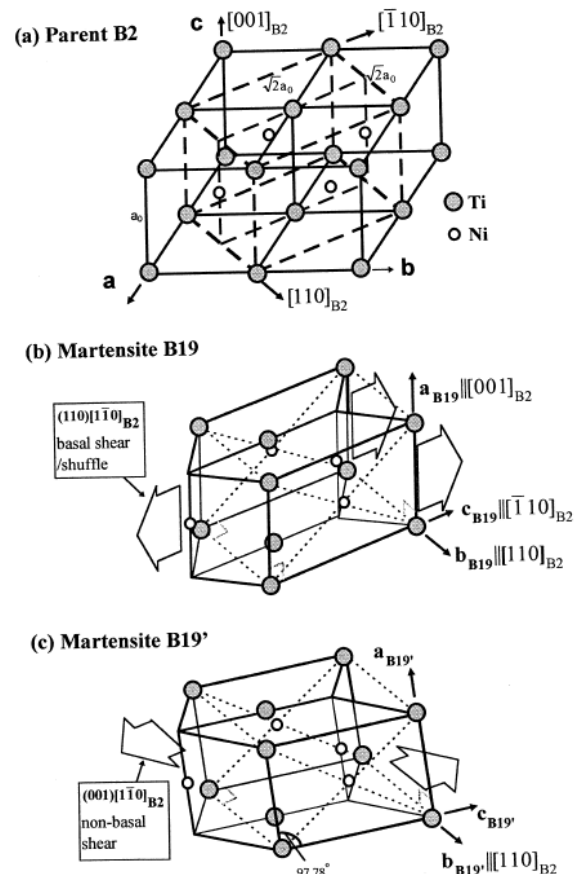 (a) Parent B2
c
[001]B2
[1̄ 10]B2
√2a₀
√2a₀
a₀
Ti
Ni
a
b
[110]B2
(b) Martensite B19
(110)[11̄0]B2
basal shear
/shuffle
aB19||[001]B2
cB19||[1̄ 10]B2
bB19||[110]B2
(c) Martensite B19’
aB19'
(001)[11̄0]B2
non-basal
shear
97.78°
cB19'
bB19'||[110]B2